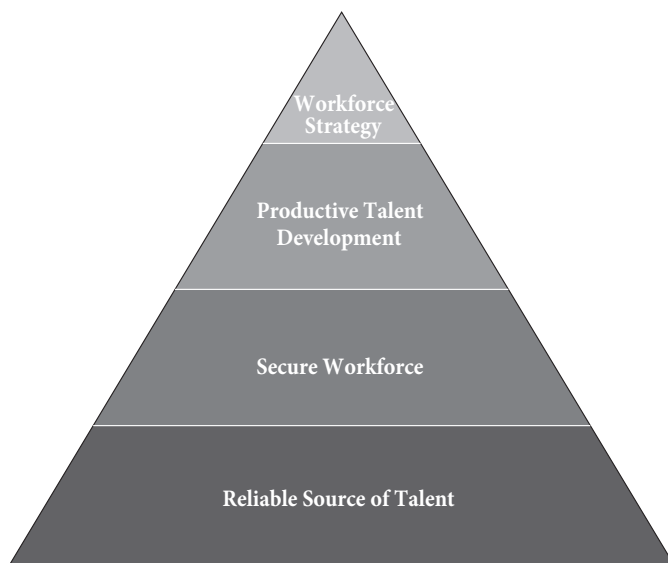 Workforce
Strategy
Productive Talent
Development
Secure Workforce
Reliable Source of Talent